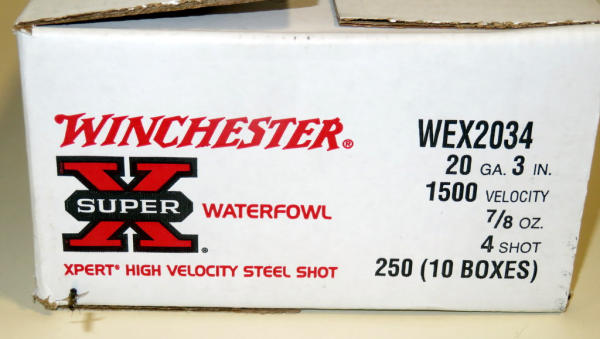 WINCHESTER®
SUPER X®
WATERFOWL
XPERT® HIGH VELOCITY STEEL SHOT
WEX2034
20 GA. 3 IN.
1500 VELOCITY
7/8 OZ.
4 SHOT
250 (10 BOXES)